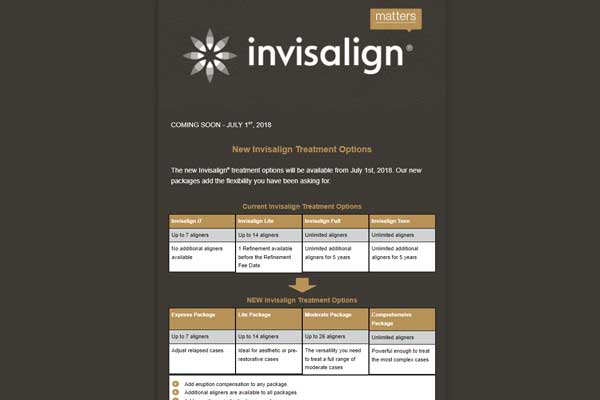 matters
invisalign®
COMING SOON - JULY 1ST, 2018
New Invisalign Treatment Options
The new Invisalign® treatment options will be available from July 1st, 2018. Our new
packages add the flexibility you have been asking for.
Current Invisalign Treatment Options
Invisalign i7 Invisalign Lite Invisalign Full Invisalign Teen
Up to 7 aligners Up to 14 aligners Unlimited aligners Unlimited aligners
No additional aligners 1 Refinement available Unlimited additional Unlimited additional
available before the Refinement aligners for 5 years aligners for 5 years
Fee Date
NEW Invisalign Treatment Options
Express Package Lite Package Moderate Package Comprehensive
Package
Up to 7 aligners Up to 14 aligners Up to 26 aligners Unlimited aligners
Adjust relapsed cases Ideal for aesthetic or pre- The versatility you need Powerful enough to treat
restorative cases to treat a full range of the most complex cases
moderate cases
Add eruption compensation to any package.
Additional aligners are available to all packages.